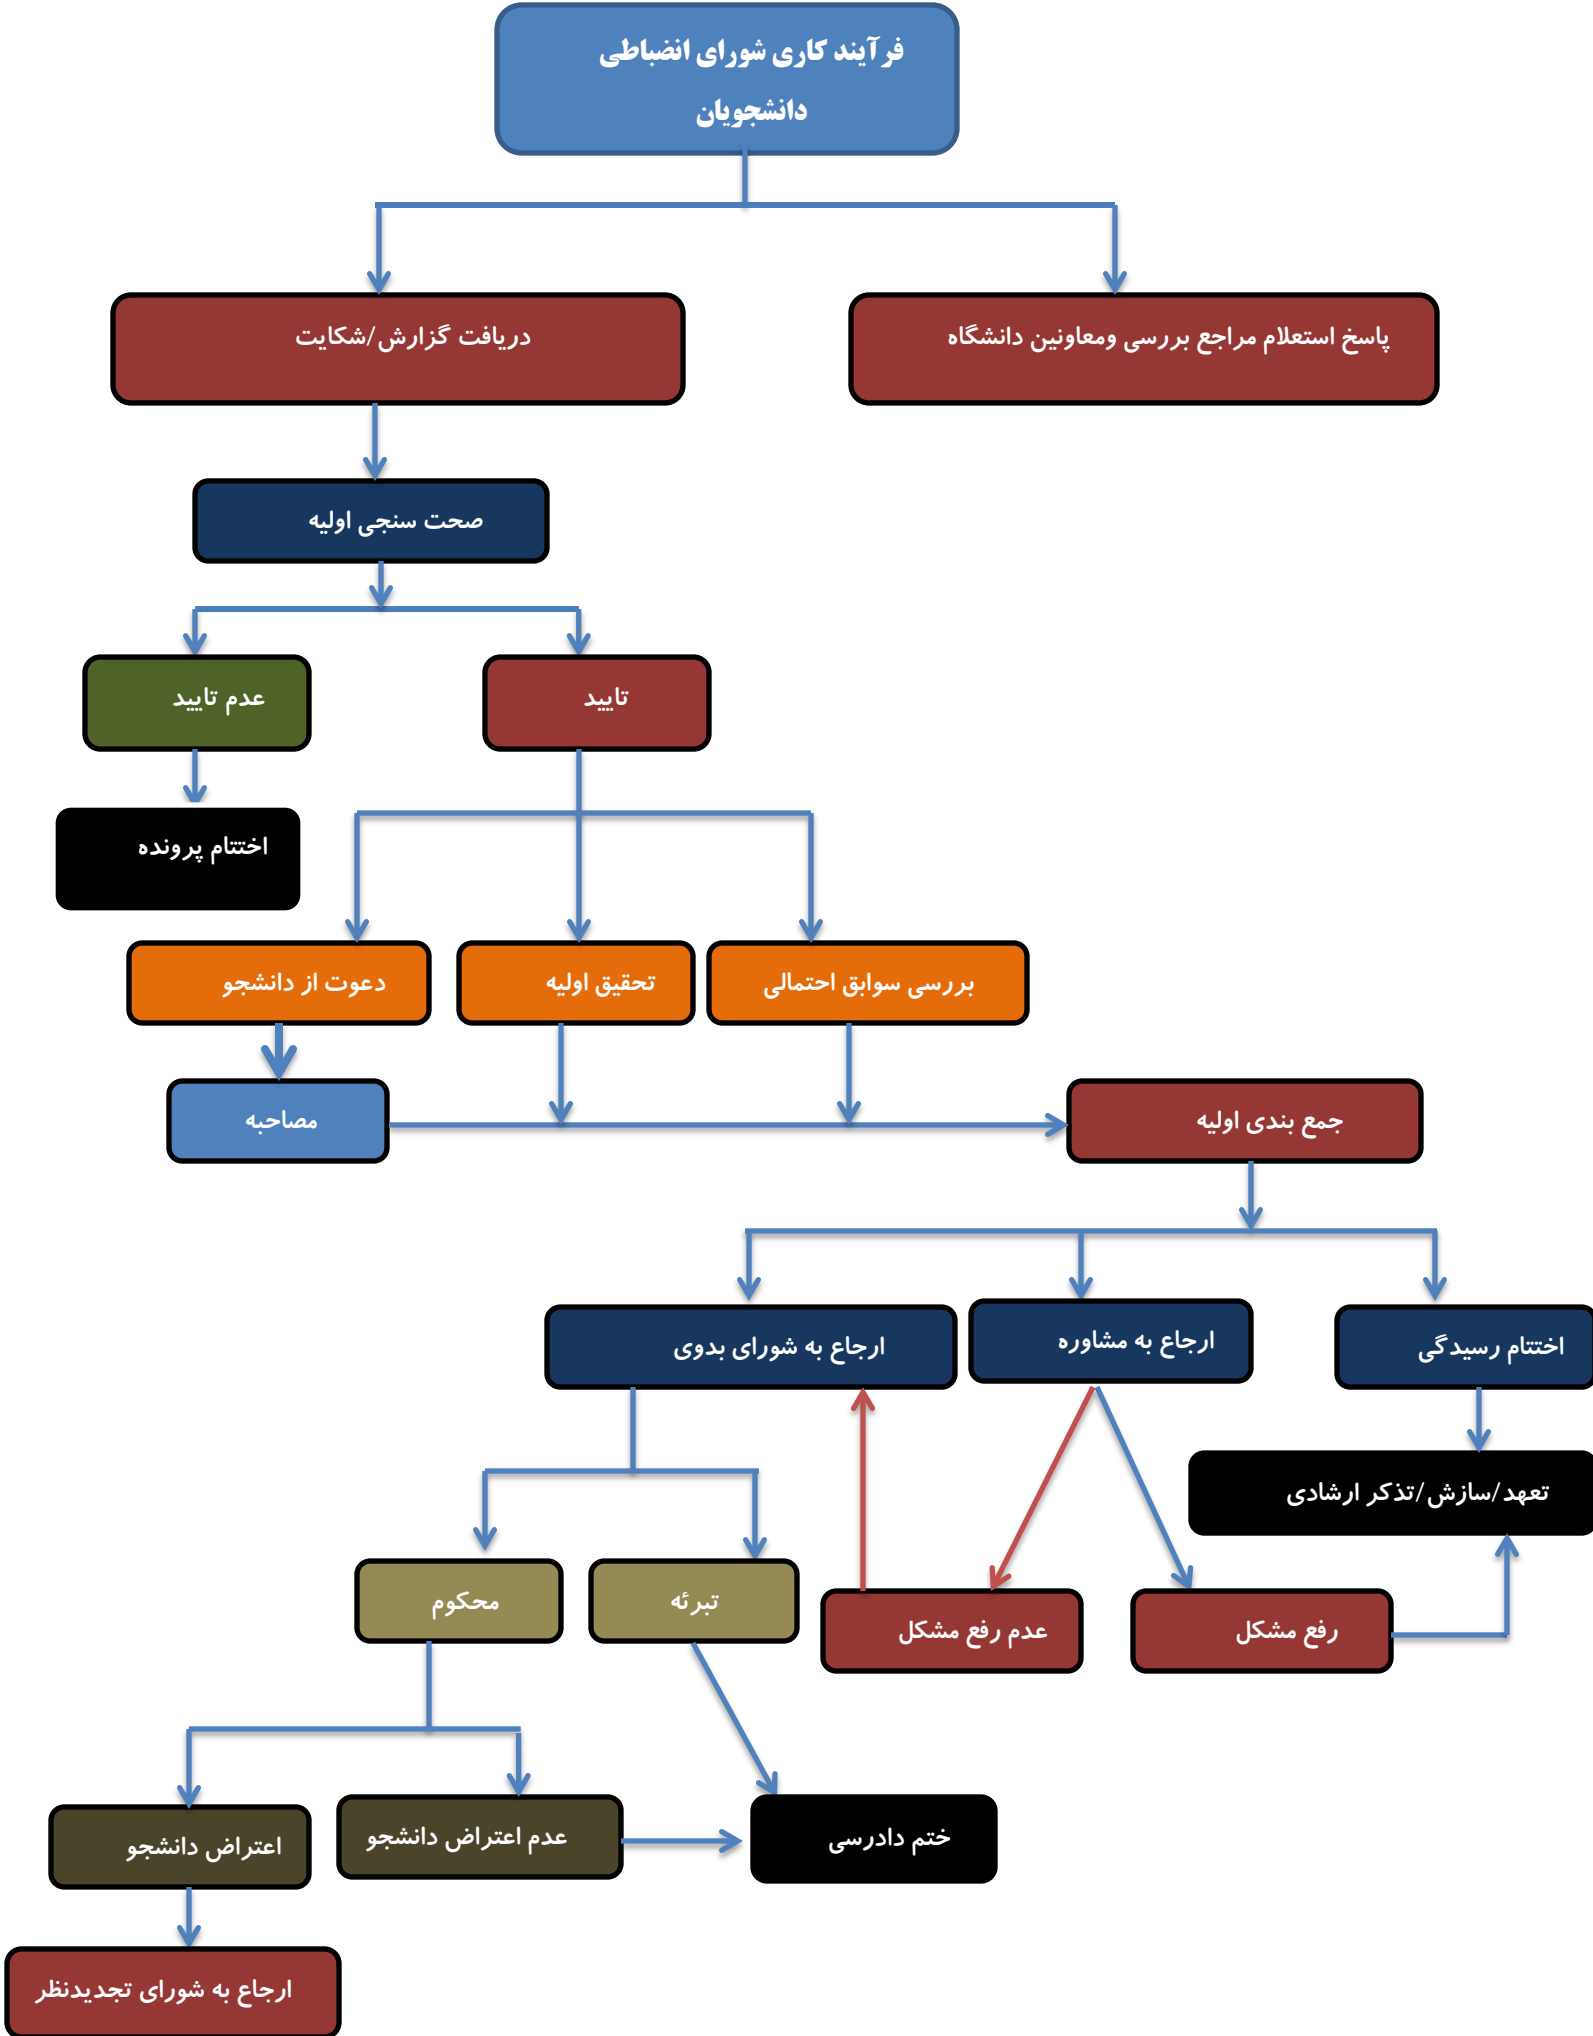 فرآیند کاری شورای انضباطی
دانشجویان
پاسخ استعلام مراجع بررسی ومعاونین دانشگاه
دریافت گزارش/شکایت
صحت سنجی اولیه
تایید
عدم تایید
اختتام پرونده
بررسی سوابق احتمالی
تحقیق اولیه
دعوت از دانشجو
مصاحبه
جمع بندی اولیه
اختتام رسیدگی
ارجاع به مشاوره
ارجاع به شورای بدوی
تعهد/سازش/تذکر ارشادی
رفع مشکل
عدم رفع مشکل
تبرئه
محکوم
ختم دادرسی
عدم اعتراض دانشجو
اعتراض دانشجو
ارجاع به شورای تجدیدنظر